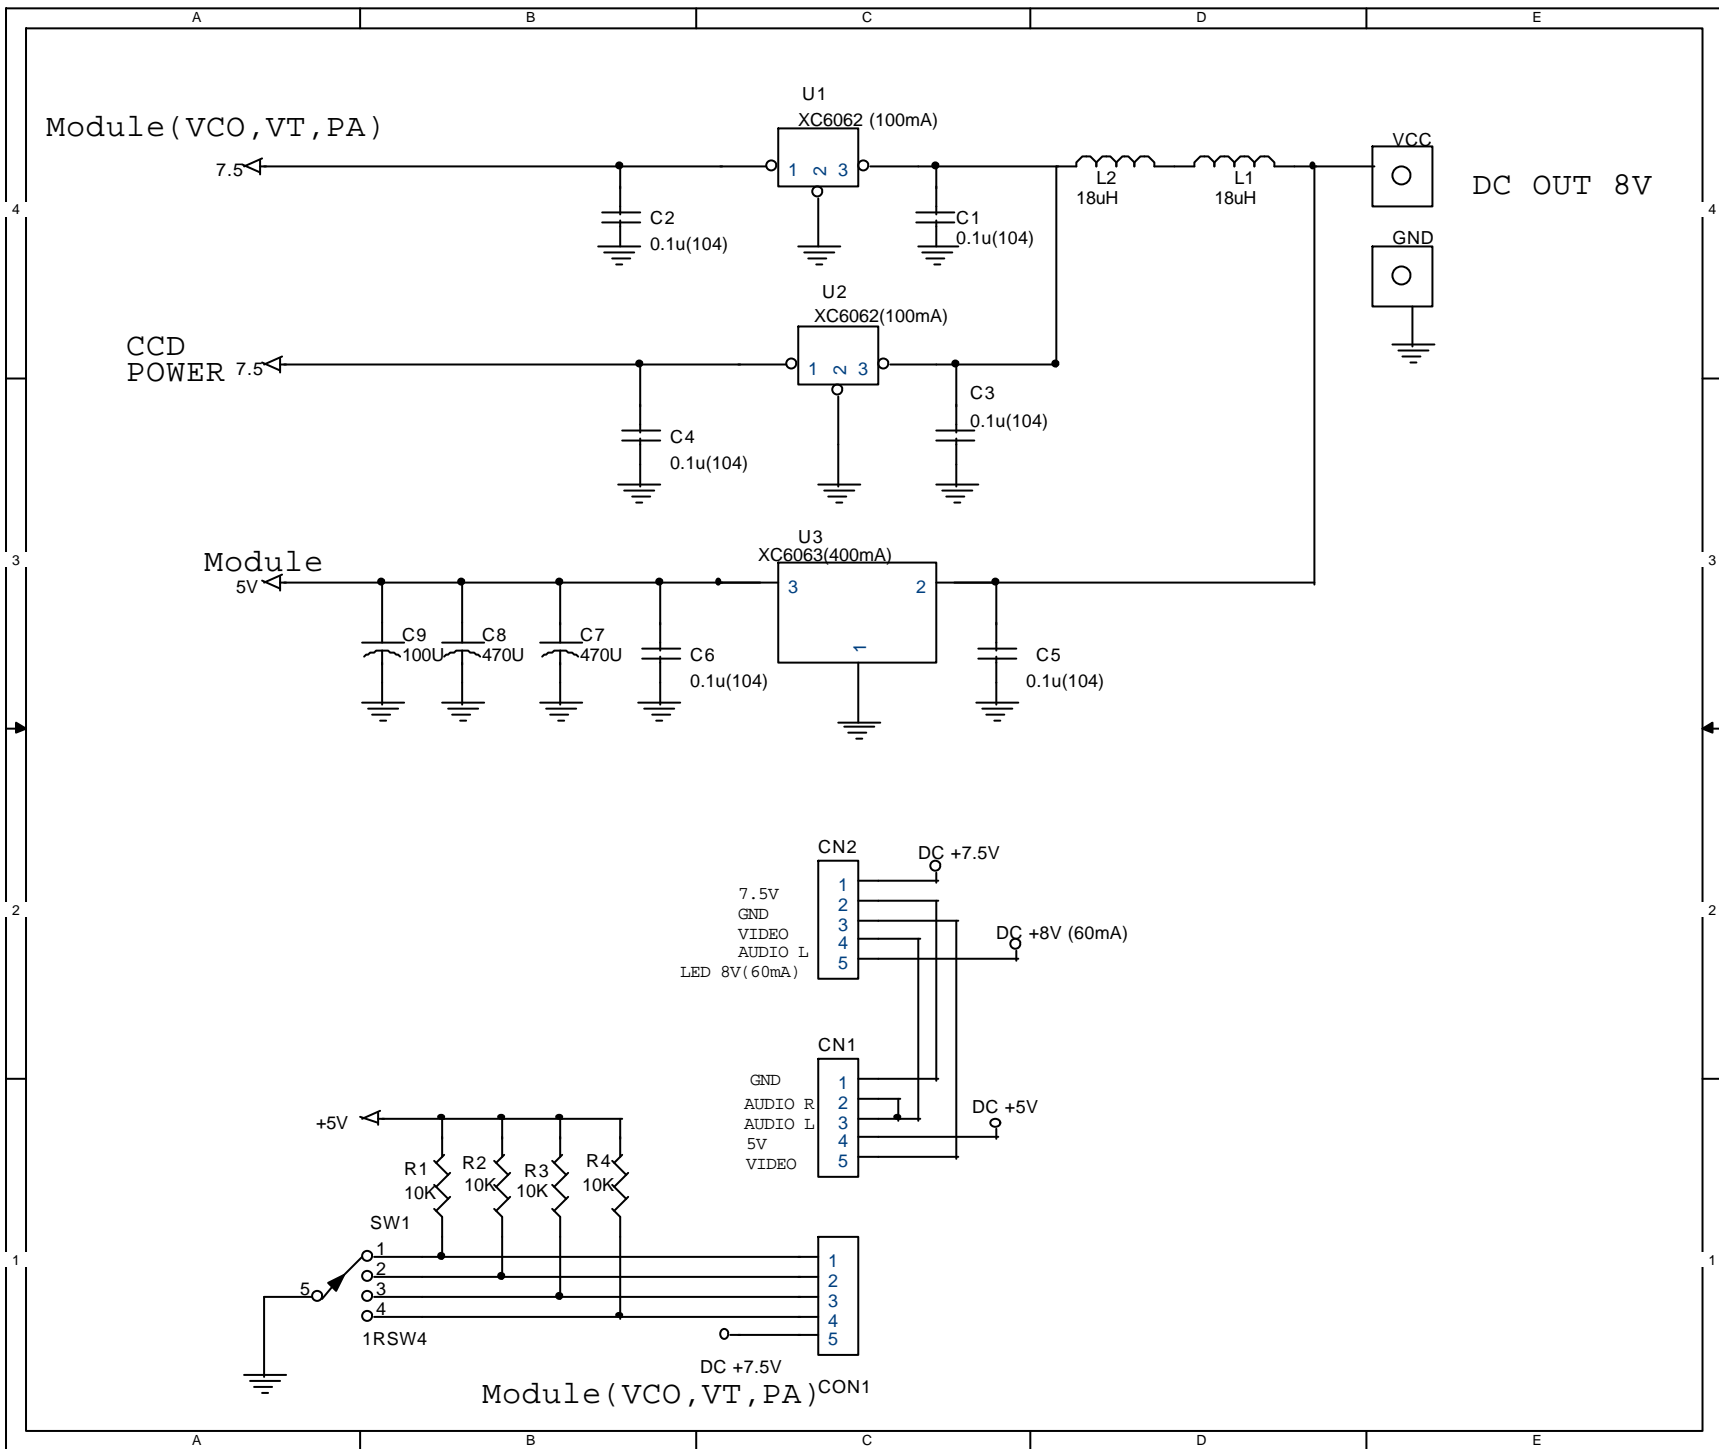 A B C D E
U1
XC6062 (100mA)
Module(VCO,VT,PA)
7.5
1 2 3
VCC
DC OUT 8V
L2
18uH
L1
18uH
4
4
C2
0.1u(104)
C1
0.1u(104)
GND
U2
XC6062(100mA)
CCD
POWER 7.5
1 2 3
C3
0.1u(104)
C4
0.1u(104)
U3
XC6063(400mA)
3
3
Module
5V
3 2
1
C9
100U
C8
470U
C7
470U
C6
0.1u(104)
C5
0.1u(104)
CN2
DC +7.5V
7.5V 1
GND 2
VIDEO 3
AUDIO L 4
LED 8V(60mA) 5
DC +8V (60mA)
2
2
CN1
GND 1
AUDIO R 2
AUDIO L 3
5V 4
VIDEO 5
DC +5V
+5V
R1
10K
R2
10K
R3
10K
R4
10K
SW1
1
1
1 1
2 2
5 3 3
4 4
5
1RSW4
DC +7.5V
Module(VCO,VT,PA) CON1
A B C D E